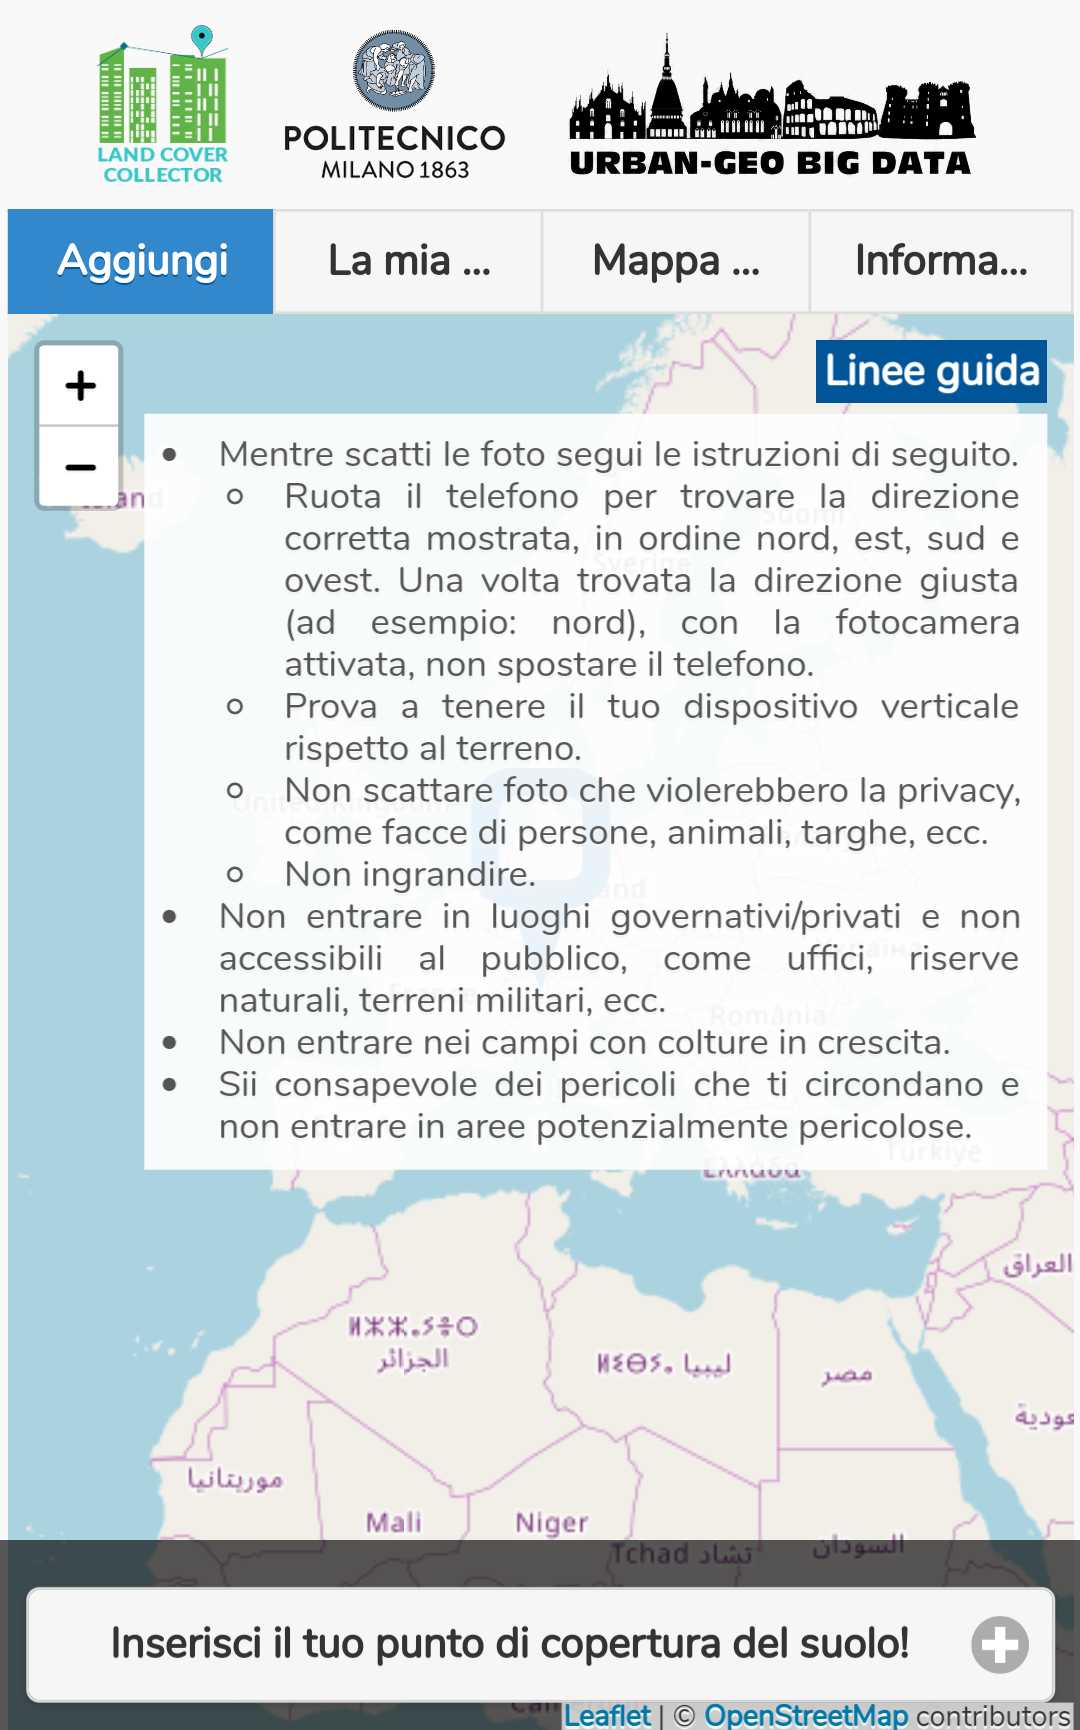 LAND COVER
COLLECTOR
POLITECNICO
MILANO 1863
URBAN-GEO BIG DATA
Aggiungi
La mia ...
Mappa ...
Informa...
+
−
Linee guida
• Mentre scatti le foto segui le istruzioni di seguito.
○ Ruota il telefono per trovare la direzione
corretta mostrata, in ordine nord, est, sud e
ovest. Una volta trovata la direzione giusta
(ad esempio: nord), con la fotocamera
attivata, non spostare il telefono.
○ Prova a tenere il tuo dispositivo verticale
rispetto al terreno.
○ Non scattare foto che violerebbero la privacy,
come facce di persone, animali, targhe, ecc.
○ Non ingrandire.
• Non entrare in luoghi governativi/privati e non
accessibili al pubblico, come uffici, riserve
naturali, terreni militari, ecc.
• Non entrare nei campi con colture in crescita.
• Sii consapevole dei pericoli che ti circondano e
non entrare in aree potenzialmente pericolose.
Suomi
Sverige
United Kingdom
România
Türkiye
Ελλάδα
العراق
ⵍⵣⵣⴰⵢⴻⵔ
الجزائر
ⵍⵉⴱⵢⴰ ليبيا
مصر
موريتانيا
Mali
Niger
Tchad تشاد
السودان
Inserisci il tuo punto di copertura del suolo!
Leaflet | © OpenStreetMap contributors